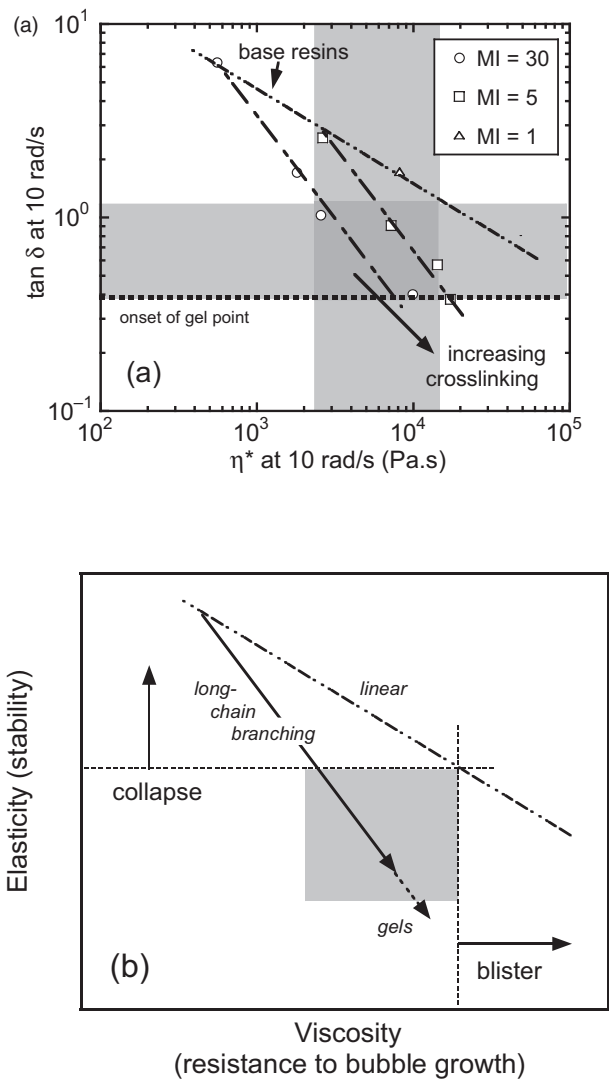 (a)
10^1
base resins
MI = 30
MI = 5
MI = 1
tan δ at 10 rad/s
10^0
onset of gel point
(a)
increasing
crosslinking
10^-1
10^2
10^3
10^4
10^5
η* at 10 rad/s (Pa.s)
Elasticity (stability)
long-
chain
branching
linear
collapse
gels
(b)
blister
Viscosity
(resistance to bubble growth)